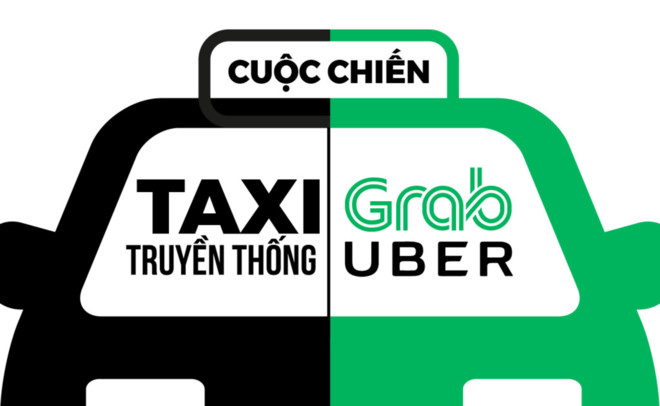 CUỘC CHIẾN
TAXI
TRUYỀN THỐNG
Grab
UBER